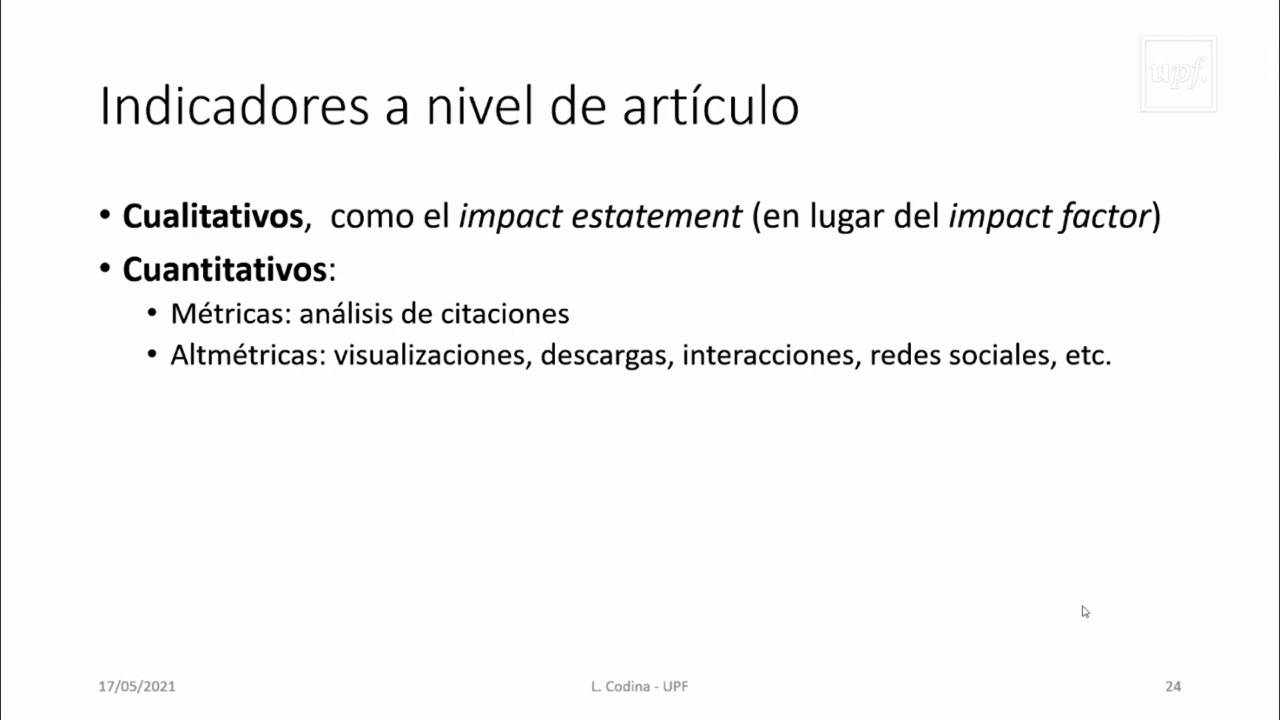 upf.
Indicadores a nivel de artículo
• Cualitativos, como el impact estatement (en lugar del impact factor)
• Cuantitativos:
• Métricas: análisis de citaciones
• Altmétricas: visualizaciones, descargas, interacciones, redes sociales, etc.
17/05/2021
L. Codina - UPF
24